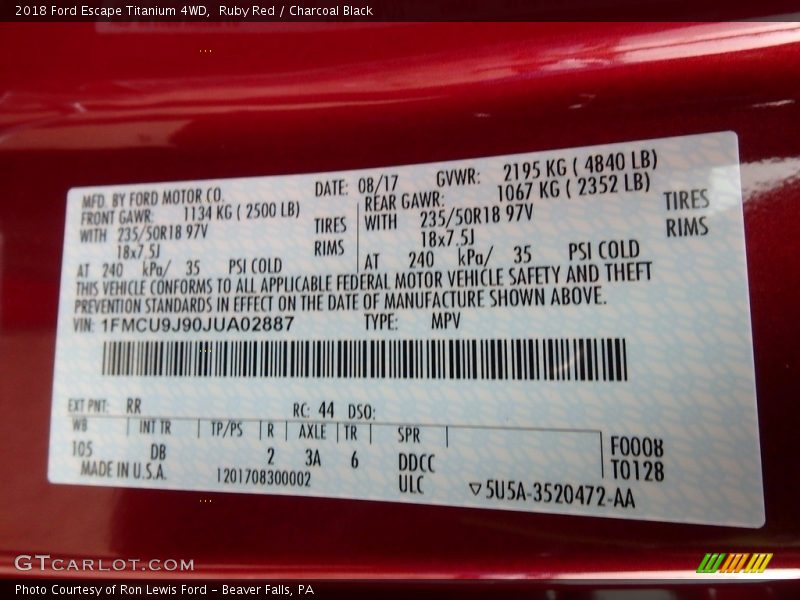 2018 Ford Escape Titanium 4WD,  Ruby Red / Charcoal Black
MFD. BY FORD MOTOR CO.
DATE: 08/17
GVWR: 2195 KG ( 4840 LB)
FRONT GAWR: 1134 KG ( 2500 LB)
REAR GAWR: 1067 KG ( 2352 LB)
WITH 235/50R18 97V TIRES
WITH 235/50R18 97V TIRES
18x7.5J RIMS
18x7.5J RIMS
AT 240 kPa/ 35 PSI COLD
AT 240 kPa/ 35 PSI COLD
THIS VEHICLE CONFORMS TO ALL APPLICABLE FEDERAL MOTOR VEHICLE SAFETY AND THEFT
PREVENTION STANDARDS IN EFFECT ON THE DATE OF MANUFACTURE SHOWN ABOVE.
VIN: 1FMCU9J90JUA02887
TYPE: MPV
EXT PNT: RR
RC: 44 DSO:
WB INT TR TP/PS R AXLE TR SPR
105 DB 2 3A 6 DDCC
F0008
T0128
MADE IN U.S.A.
1201708300002
ULC
▽5U5A-3520472-AA
GTCARLOT.COM
Photo Courtesy of Ron Lewis Ford - Beaver Falls, PA